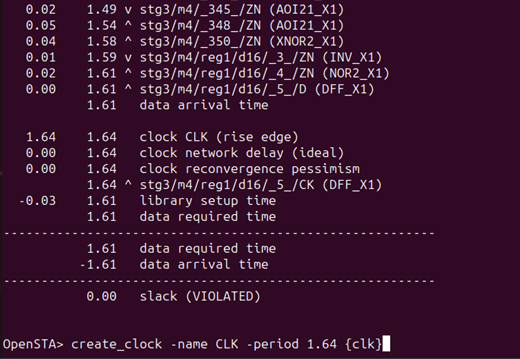 0.02 1.49 v stg3/m4/_345_/ZN (AOI21_X1)
0.05 1.54 ^ stg3/m4/_348_/ZN (AOI21_X1)
0.04 1.58 ^ stg3/m4/_350_/ZN (XNOR2_X1)
0.01 1.59 v stg3/m4/reg1/d16/_3_/ZN (INV_X1)
0.02 1.61 ^ stg3/m4/reg1/d16/_4_/ZN (NOR2_X1)
0.00 1.61 ^ stg3/m4/reg1/d16/_5_/D (DFF_X1)
1.61 data arrival time
1.64 1.64 clock CLK (rise edge)
0.00 1.64 clock network delay (ideal)
0.00 1.64 clock reconvergence pessimism
1.64 ^ stg3/m4/reg1/d16/_5_/CK (DFF_X1)
-0.03 1.61 library setup time
1.61 data required time
---------------------------------------------------------
1.61 data required time
-1.61 data arrival time
---------------------------------------------------------
0.00 slack (VIOLATED)
OpenSTA> create_clock -name CLK -period 1.64 {clk}